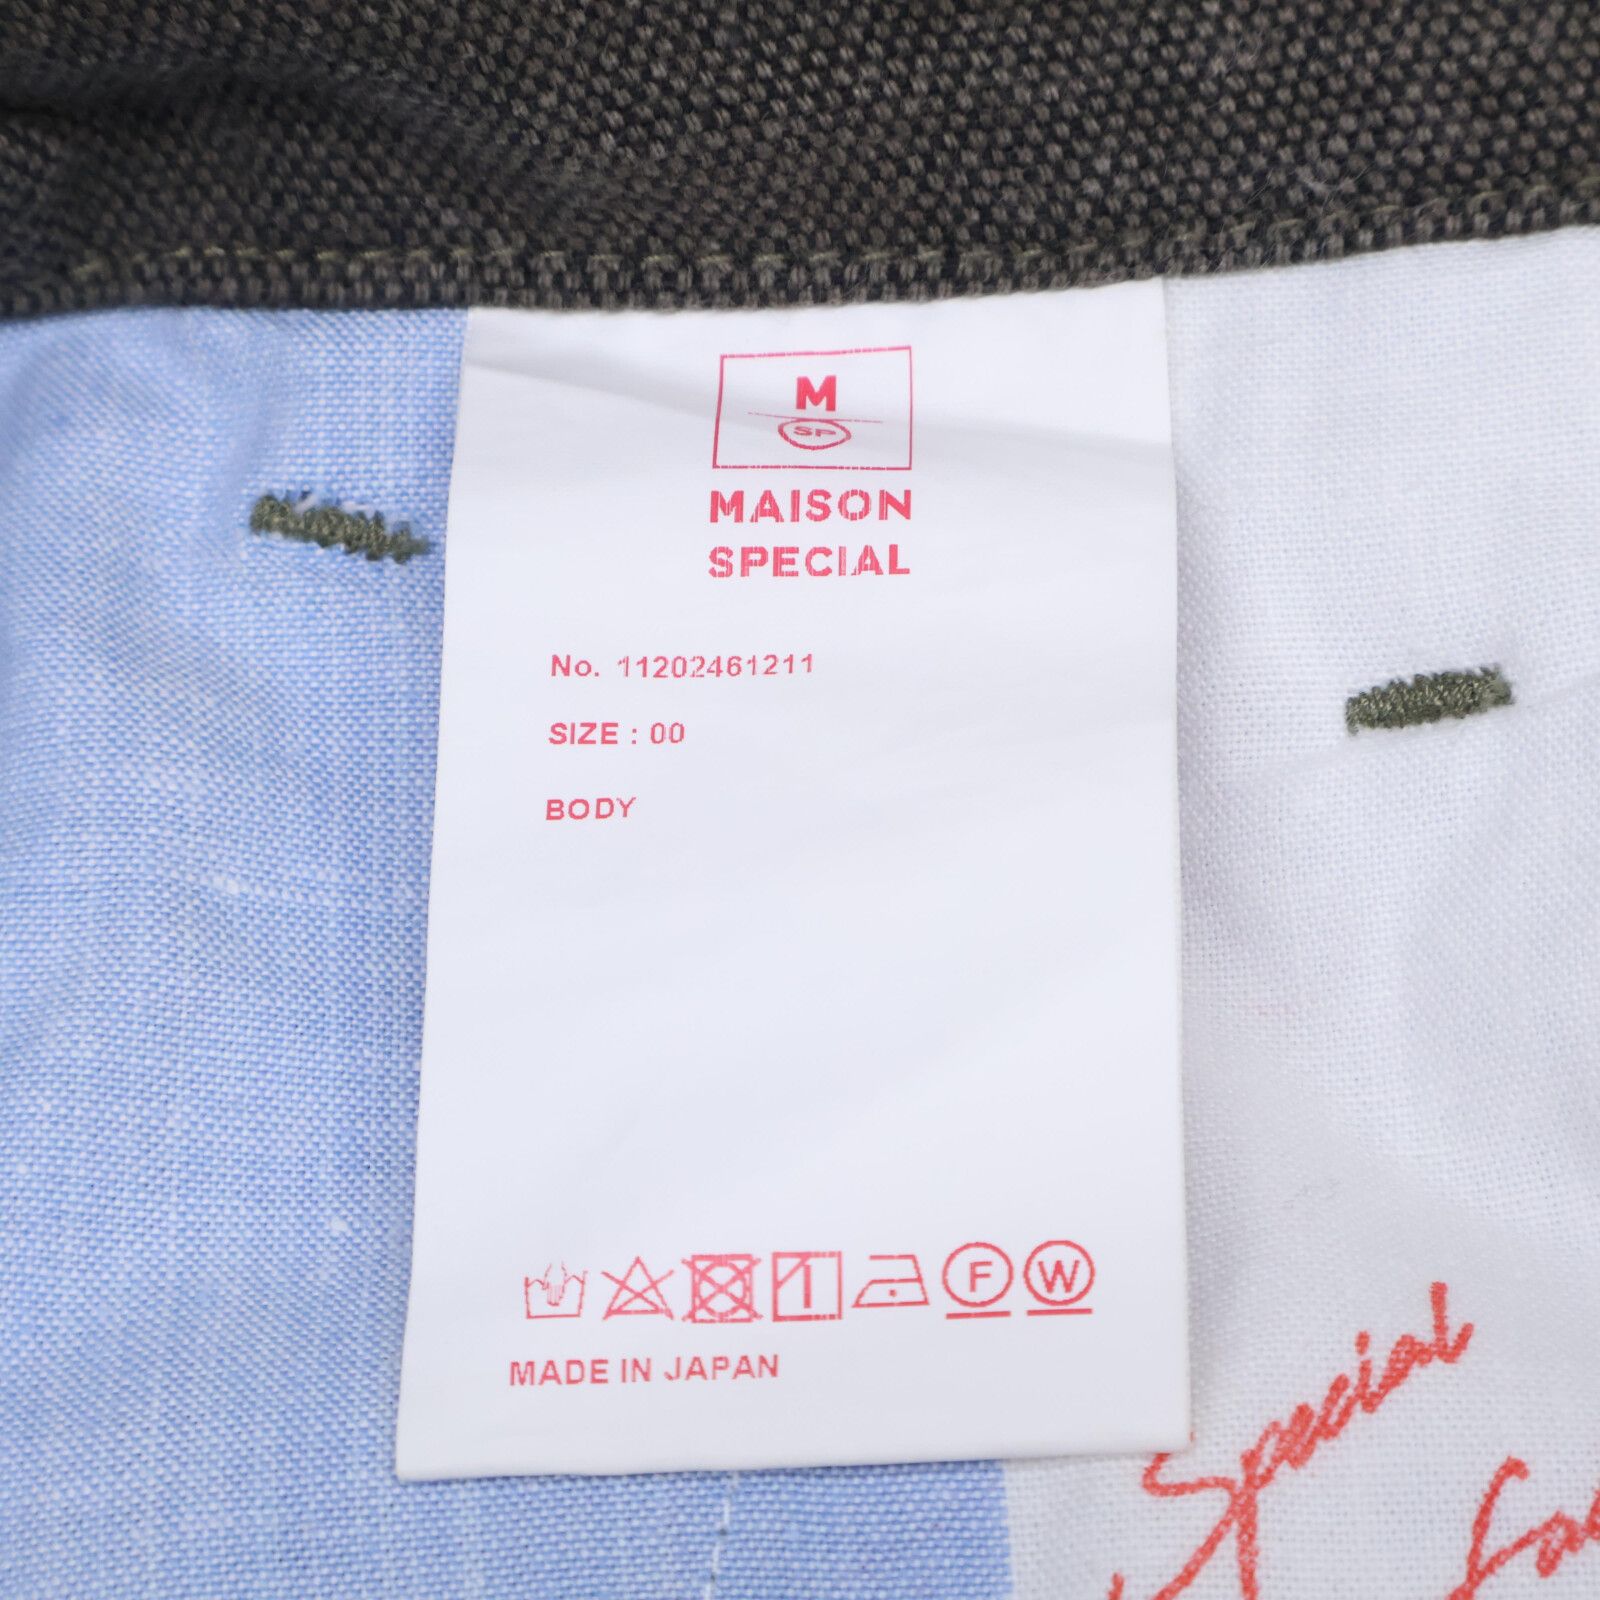 M
SP
MAISON
SPECIAL
No. 11202461211
SIZE : 00
BODY
F W
MADE IN JAPAN
Special